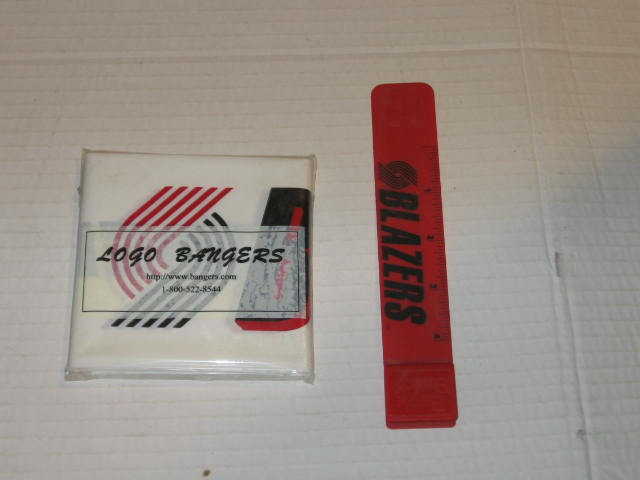 LOGO BANGERS
http://www.bangers.com
1-800-522-8544
BLAZERS